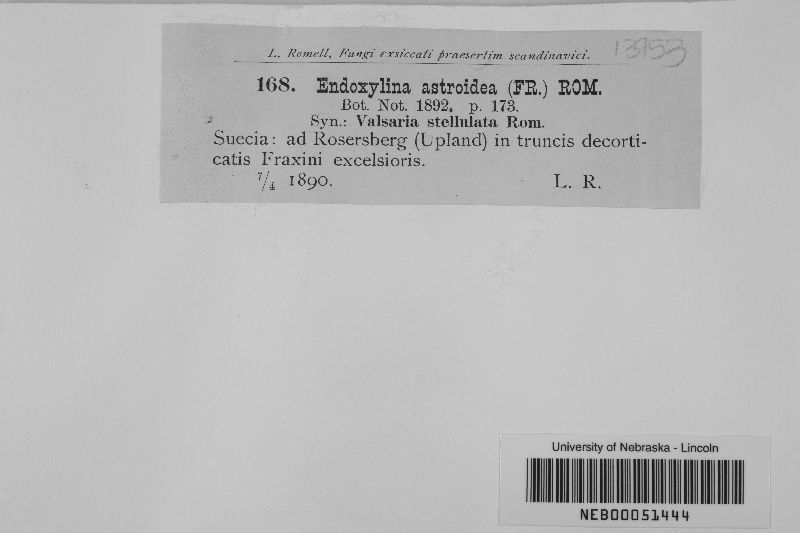 L. Romell, Fungi exsiccati praesertim scandinavici.
13953
168. Endoxylina astroidea (FR.) ROM.
Bot. Not. 1892, p. 173.
Syn.: Valsaria stellulata Rom.
Suecia: ad Rosersberg (Upland) in truncis decorti-
catis Fraxini excelsioris.
7/4 1890. L. R.
University of Nebraska - Lincoln
NEB00051444